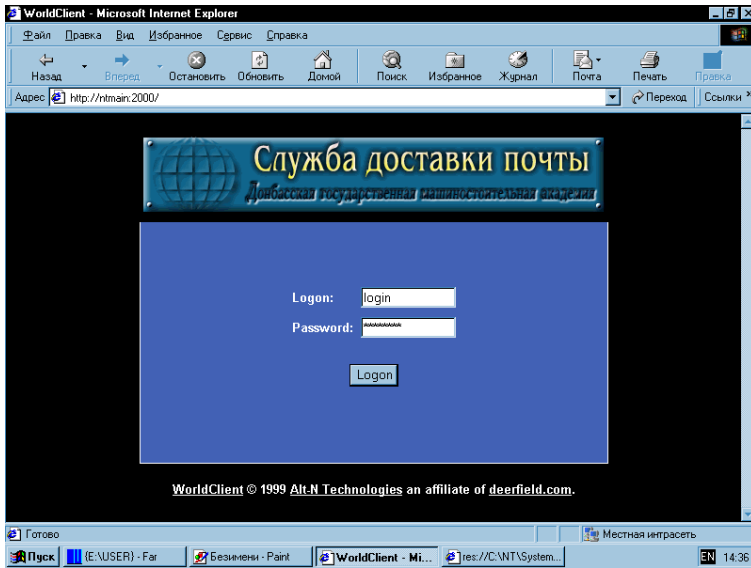 WorldClient - Microsoft Internet Explorer
Файл Правка Вид Избранное Сервис Справка
Назад Вперед Остановить Обновить Домой Поиск Избранное Журнал Почта Печать Правка
Адрес http://ntmain:2000/ Переход Ссылки »
Служба доставки почты
Донбасская государственная машиностроительная академия
Logon: login
Password: ********
Logon
WorldClient © 1999 Alt-N Technologies an affiliate of deerfield.com.
Готово Местная интрасеть
Пуск {E:\USER} - Far Безимени - Paint WorldClient - Mi... res://C:\NT\System... EN 14:36